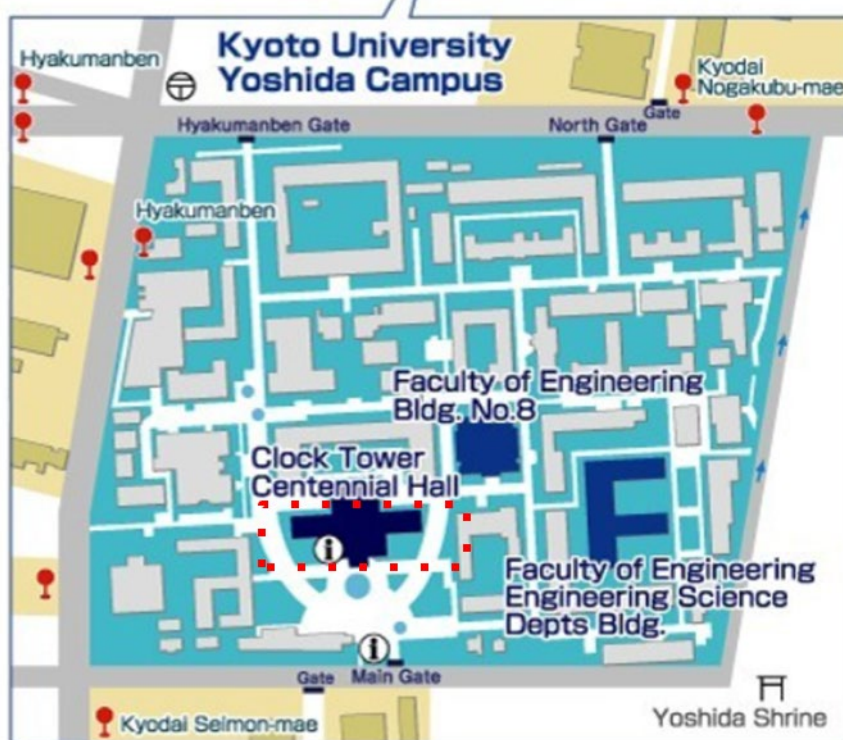 Hyakumanben
Kyoto University
Yoshida Campus
Kyodai
Nogakubu-mae
Gate
Hyakumanben Gate
North Gate
Hyakumanben
Faculty of Engineering
Bldg. No.8
Clock Tower
Centennial Hall
i
Faculty of Engineering
Engineering Science
Depts Bldg.
i
Gate
Main Gate
Kyodai Seimon-mae
Yoshida Shrine